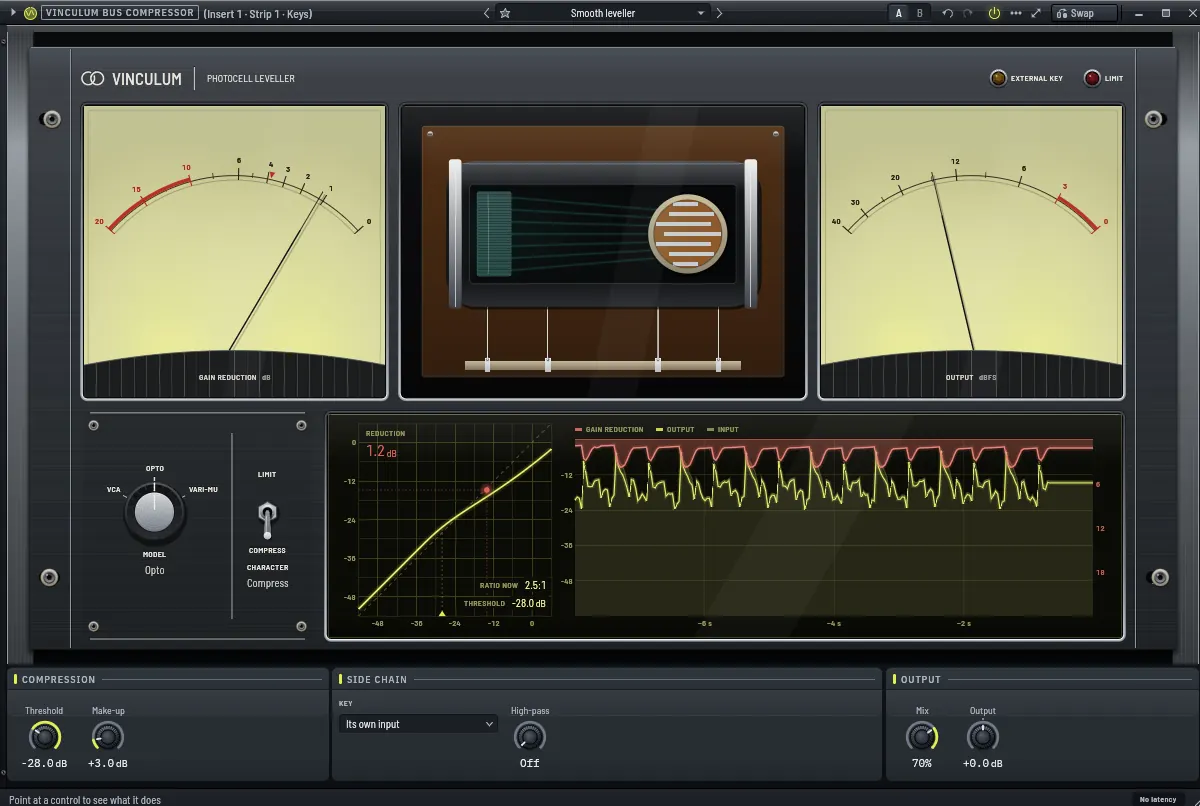 VINCULUM BUS COMPRESSOR (Insert 1 · Strip 1 · Keys)
Smooth leveller
A B
Swap
VINCULUM PHOTOCELL LEVELLER
EXTERNAL KEY LIMIT
20 15 10 6 4 3 2 1 0
GAIN REDUCTION dB
40 30 20 12 6 3 0
OUTPUT dBFS
OPTO
VCA VARI-MU
MODEL
Opto
LIMIT
COMPRESS
CHARACTER
Compress
REDUCTION
1.2 dB
0
-12
-24
-36
-48
RATIO NOW 2.5:1
THRESHOLD -28.0 dB
-48 -36 -24 -12 0
GAIN REDUCTION OUTPUT INPUT
-12
-24
-36
-48
6
12
18
-6 s -4 s -2 s
COMPRESSION
Threshold Make-up
-28.0 dB +3.0 dB
SIDE CHAIN
KEY
Its own input
High-pass
Off
OUTPUT
Mix Output
70% +0.0 dB
Point at a control to see what it does
No latency